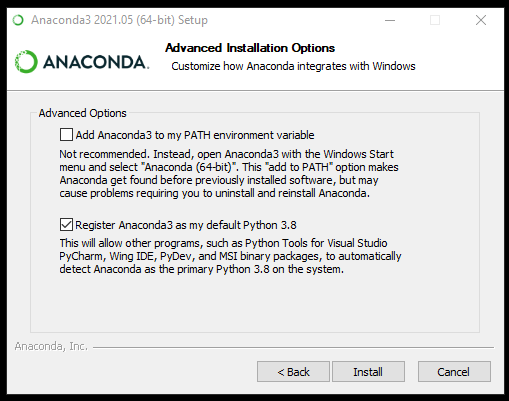 Anaconda3 2021.05 (64-bit) Setup
Advanced Installation Options
Customize how Anaconda integrates with Windows
ANACONDA.
Advanced Options
Add Anaconda3 to my PATH environment variable
Not recommended. Instead, open Anaconda3 with the Windows Start
menu and select "Anaconda (64-bit)". This "add to PATH" option makes
Anaconda get found before previously installed software, but may
cause problems requiring you to uninstall and reinstall Anaconda.
Register Anaconda3 as my default Python 3.8
This will allow other programs, such as Python Tools for Visual Studio
PyCharm, Wing IDE, PyDev, and MSI binary packages, to automatically
detect Anaconda as the primary Python 3.8 on the system.
Anaconda, Inc.
< Back
Install
Cancel